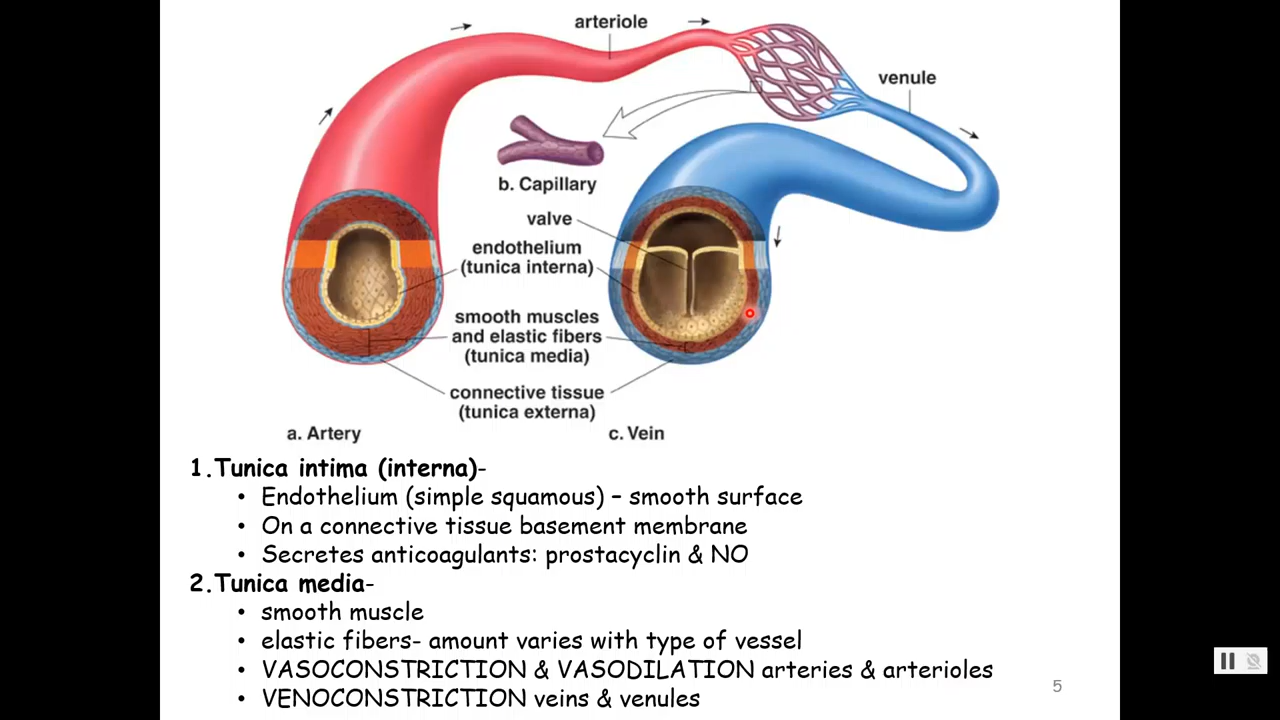 arteriole
venule
b. Capillary
valve
endothelium
(tunica interna)
smooth muscles
and elastic fibers
(tunica media)
connective tissue
(tunica externa)
a. Artery
c. Vein
1.Tunica intima (interna)-
• Endothelium (simple squamous) – smooth surface
• On a connective tissue basement membrane
• Secretes anticoagulants: prostacyclin & NO
2.Tunica media-
• smooth muscle
• elastic fibers- amount varies with type of vessel
• VASOCONSTRICTION & VASODILATION arteries & arterioles
• VENOCONSTRICTION veins & venules
5